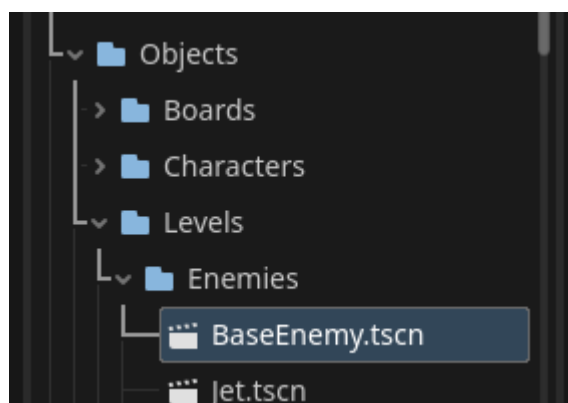 Objects
Boards
Characters
Levels
Enemies
BaseEnemy.tscn
Jet.tscn